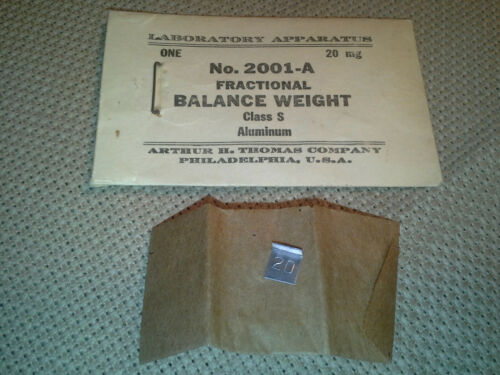 LABORATORY APPARATUS
ONE 20 mg
No. 2001-A
FRACTIONAL
BALANCE WEIGHT
Class S
Aluminum
ARTHUR H. THOMAS COMPANY
PHILADELPHIA, U.S.A.
20